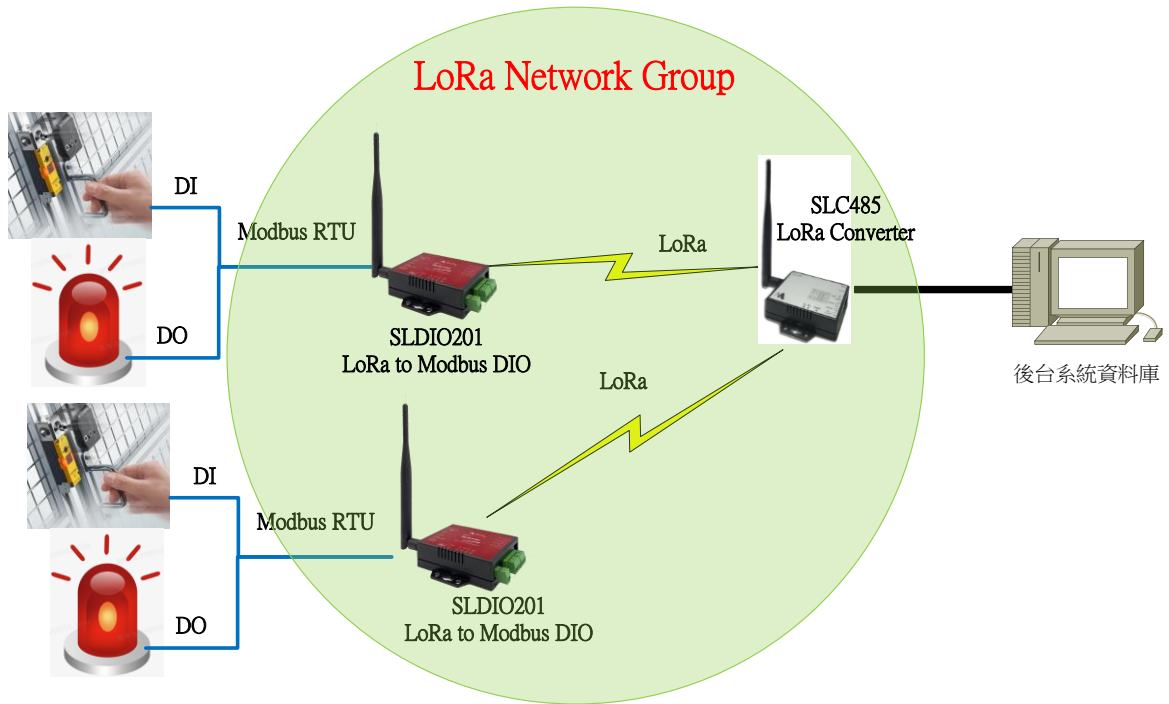 LoRa Network Group
DI
Modbus RTU
DO
SLDIO201
LoRa to Modbus DIO
LoRa
SLC485
LoRa Converter
後台系統資料庫
LoRa
DI
Modbus RTU
DO
SLDIO201
LoRa to Modbus DIO